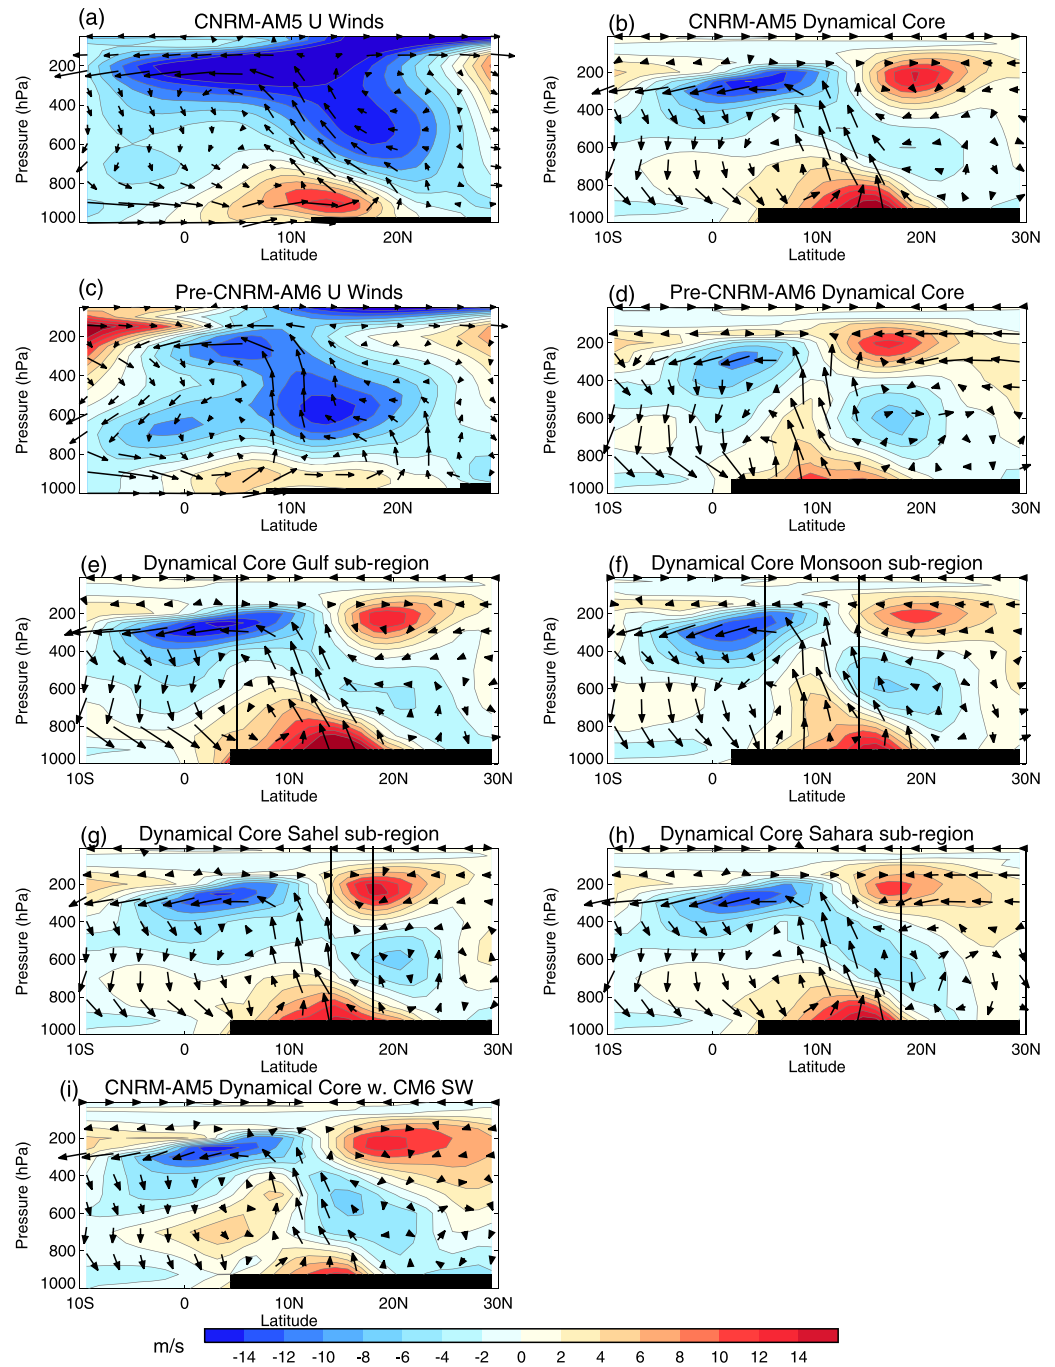 (a) CNRM-AM5 U Winds
Pressure (hPa)
200
400
600
800
1000
0 10N 20N
Latitude
(b) CNRM-AM5 Dynamical Core
Pressure (hPa)
200
400
600
800
1000
10S 0 10N 20N 30N
Latitude
(c) Pre-CNRM-AM6 U Winds
Pressure (hPa)
200
400
600
800
1000
0 10N 20N
Latitude
(d) Pre-CNRM-AM6 Dynamical Core
Pressure (hPa)
200
400
600
800
1000
10S 0 10N 20N 30N
Latitude
(e) Dynamical Core Gulf sub-region
Pressure (hPa)
200
400
600
800
1000
10S 0 10N 20N 30N
Latitude
(f) Dynamical Core Monsoon sub-region
Pressure (hPa)
200
400
600
800
1000
10S 0 10N 20N 30N
Latitude
(g) Dynamical Core Sahel sub-region
Pressure (hPa)
200
400
600
800
1000
10S 0 10N 20N 30N
Latitude
(h) Dynamical Core Sahara sub-region
Pressure (hPa)
200
400
600
800
1000
10S 0 10N 20N 30N
Latitude
(i) CNRM-AM5 Dynamical Core w. CM6 SW
Pressure (hPa)
200
400
600
800
1000
10S 0 10N 20N 30N
Latitude
m/s
-14 -12 -10 -8 -6 -4 -2 0 2 4 6 8 10 12 14